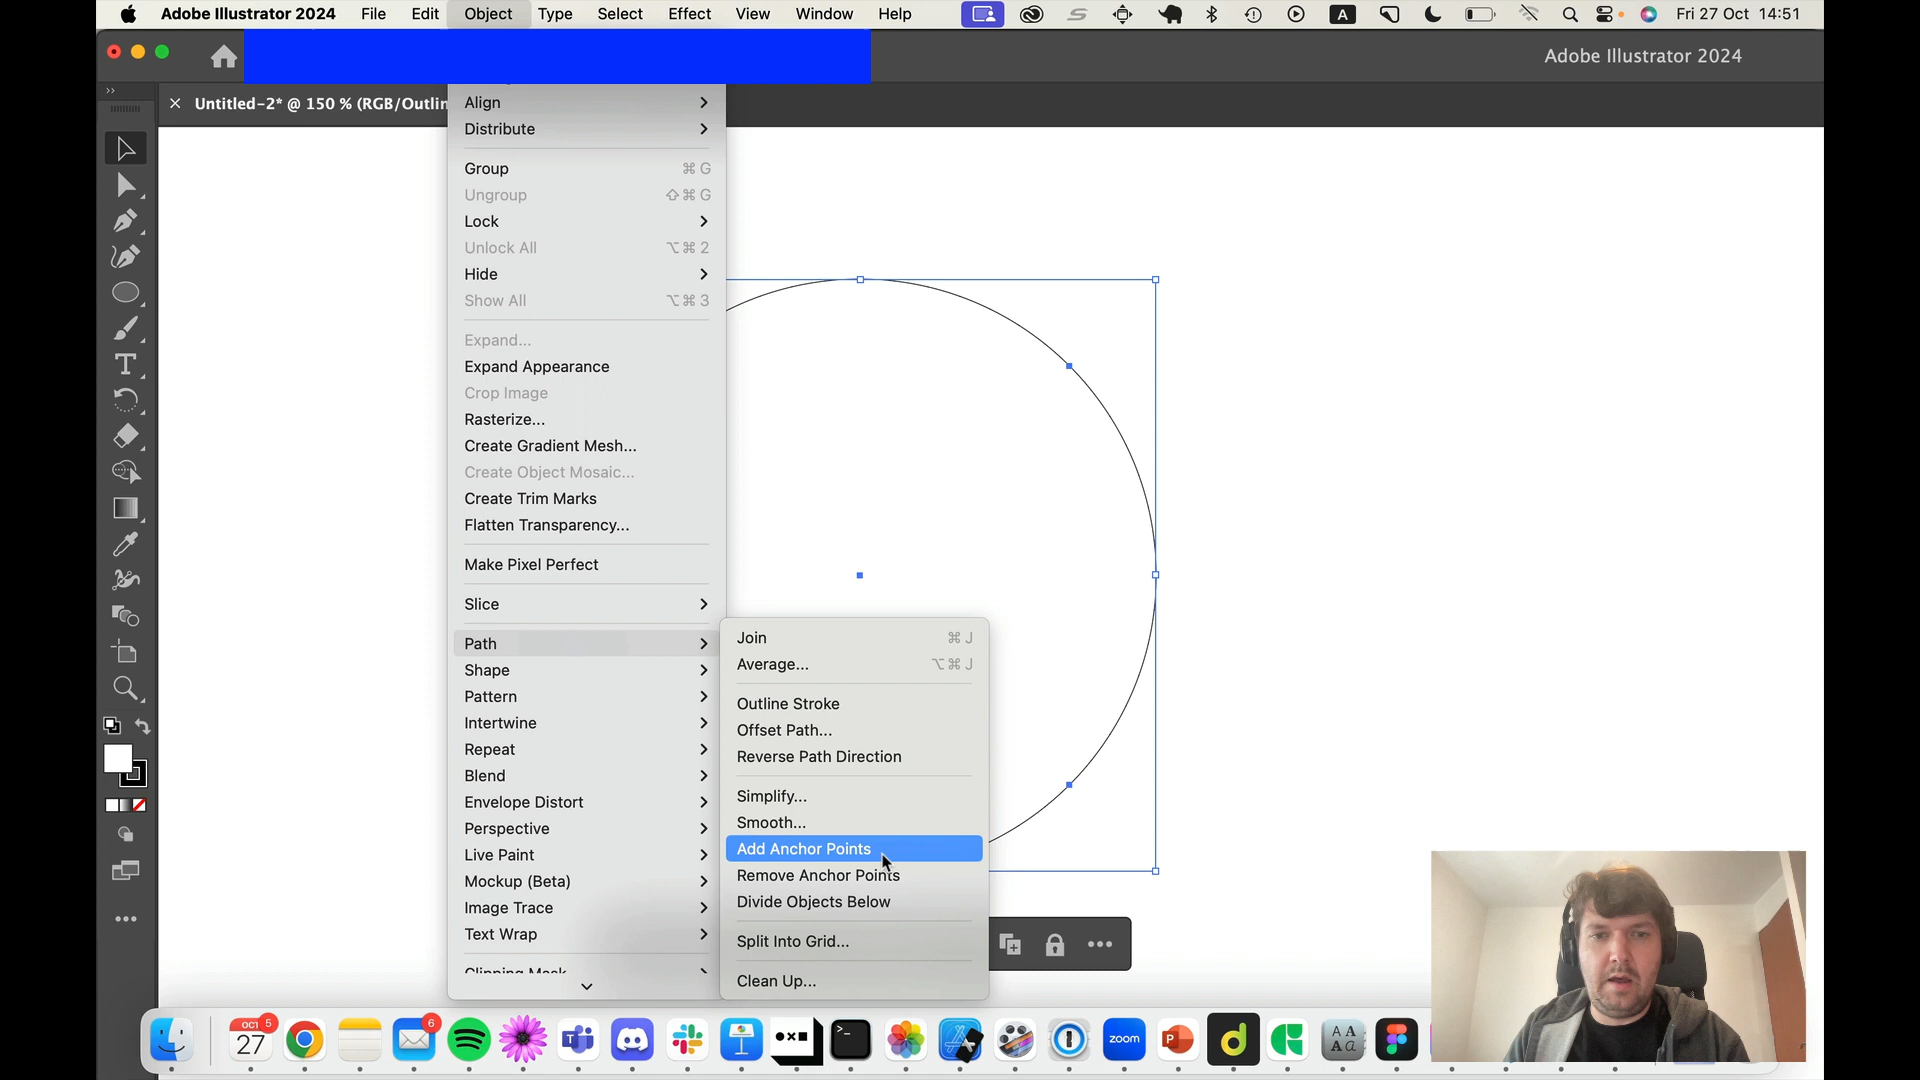 Adobe Illustrator 2024 File Edit Object Type Select Effect View Window Help A Fri 27 Oct 14:51
Adobe Illustrator 2024
Untitled-2* @ 150 % (RGB/Outlin
Align
Distribute
Group ⌘ G
Ungroup ⇧ ⌘ G
Lock
Unlock All ⌥ ⌘ 2
Hide
Show All ⌥ ⌘ 3
Expand...
Expand Appearance
Crop Image
Rasterize...
Create Gradient Mesh...
Create Object Mosaic...
Create Trim Marks
Flatten Transparency...
Make Pixel Perfect
Slice
Path
Shape
Pattern
Intertwine
Repeat
Blend
Envelope Distort
Perspective
Live Paint
Mockup (Beta)
Image Trace
Text Wrap
Clipping Mask
Join ⌘ J
Average... ⌥ ⌘ J
Outline Stroke
Offset Path...
Reverse Path Direction
Simplify...
Smooth...
Add Anchor Points
Remove Anchor Points
Divide Objects Below
Split Into Grid...
Clean Up...
OCT 5
27
6
zoom
P
d
A A
A a